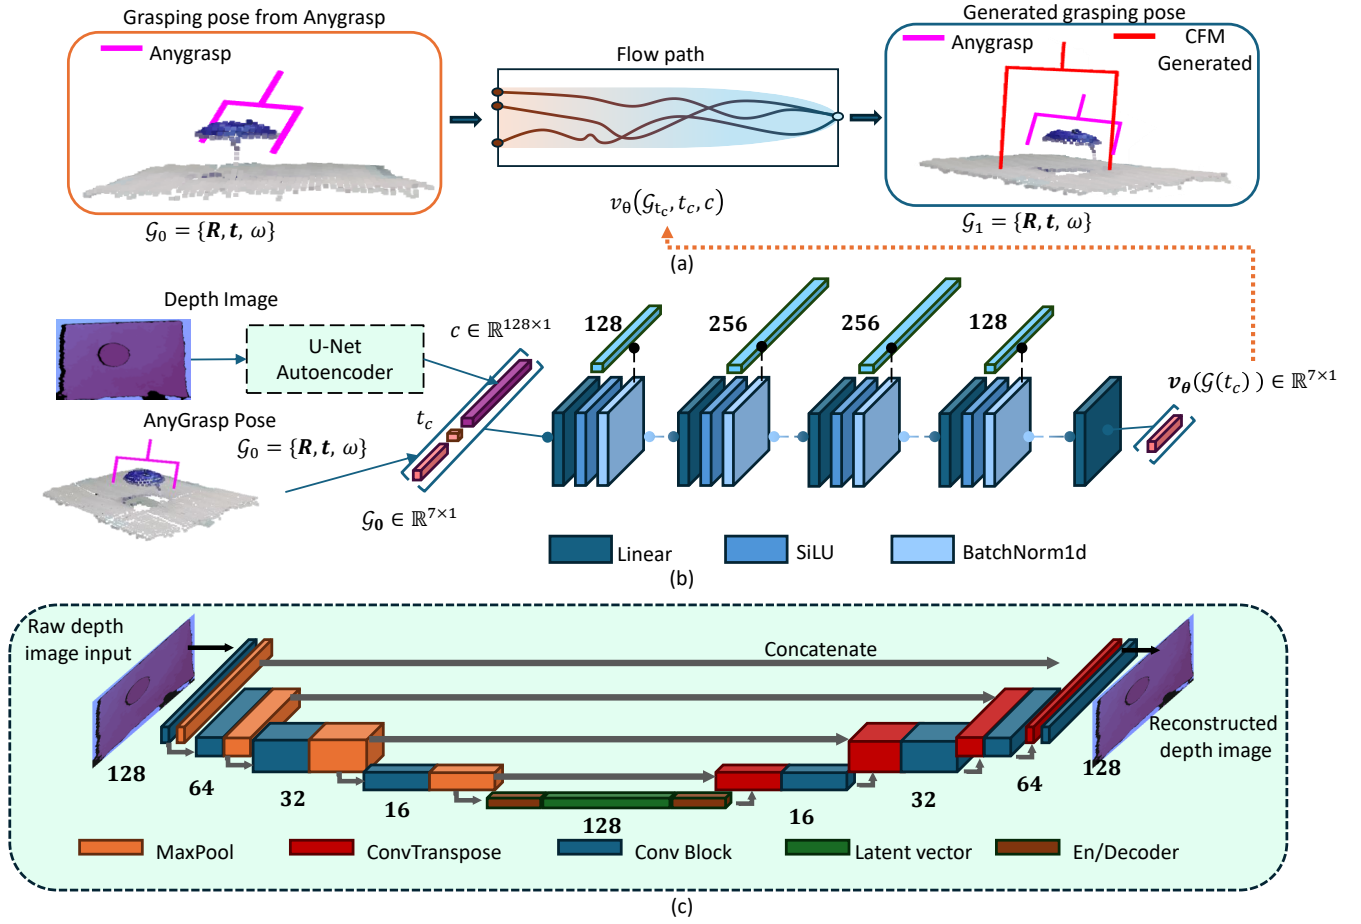 Grasping pose from Anygrasp
Anygrasp
𝒢₀ = {𝑹, 𝒕, ω}
Flow path
v_θ(𝒢_{t_c}, t_c, c)
Generated grasping pose
Anygrasp
CFM
Generated
𝒢₁ = {𝑹, 𝒕, ω}
(a)
Depth Image
U-Net
Autoencoder
c ∈ ℝ^{128×1}
t_c
AnyGrasp Pose
𝒢₀ = {𝑹, 𝒕, ω}
𝒢₀ ∈ ℝ^{7×1}
128
256
256
128
𝒗_θ(𝒢(t_c) ) ∈ ℝ^{7×1}
Linear
SiLU
BatchNorm1d
(b)
Raw depth
image input
Concatenate
Reconstructed
depth image
128
64
32
16
128
16
32
64
128
MaxPool
ConvTranspose
Conv Block
Latent vector
En/Decoder
(c)